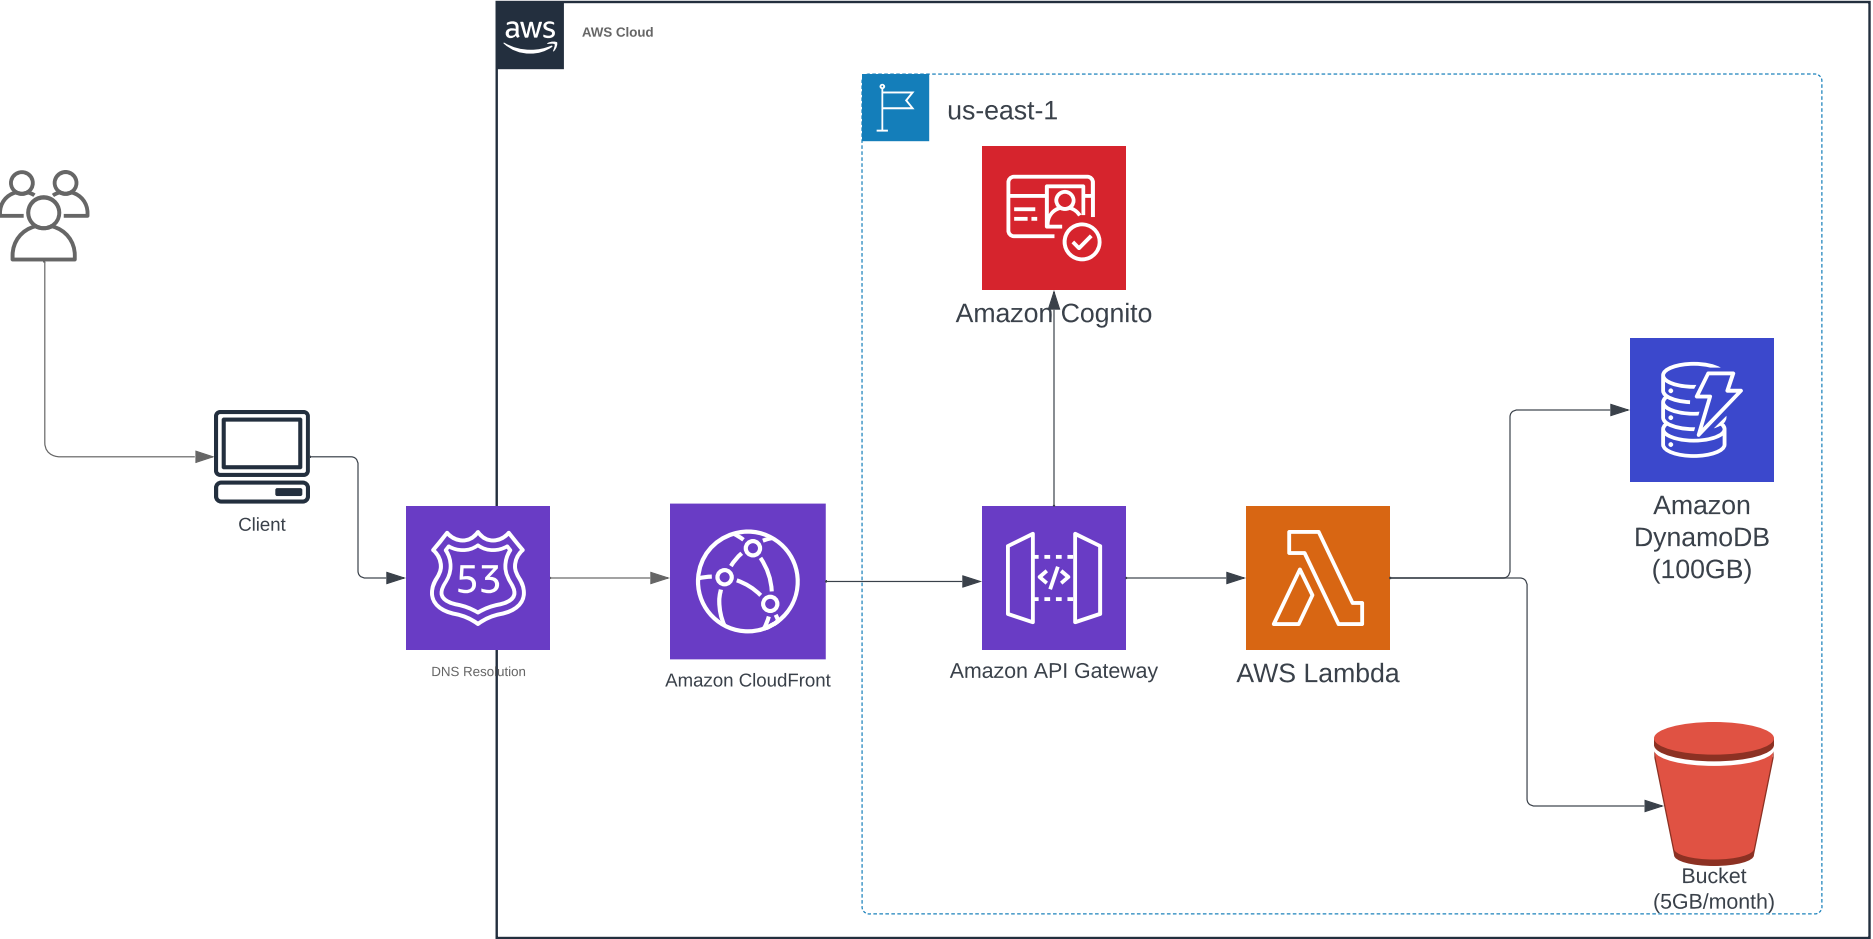 aws
AWS Cloud
us-east-1
Amazon Cognito
Client
53
DNS Resolution
Amazon CloudFront
</>
Amazon API Gateway
AWS Lambda
Amazon
DynamoDB
(100GB)
Bucket
(5GB/month)